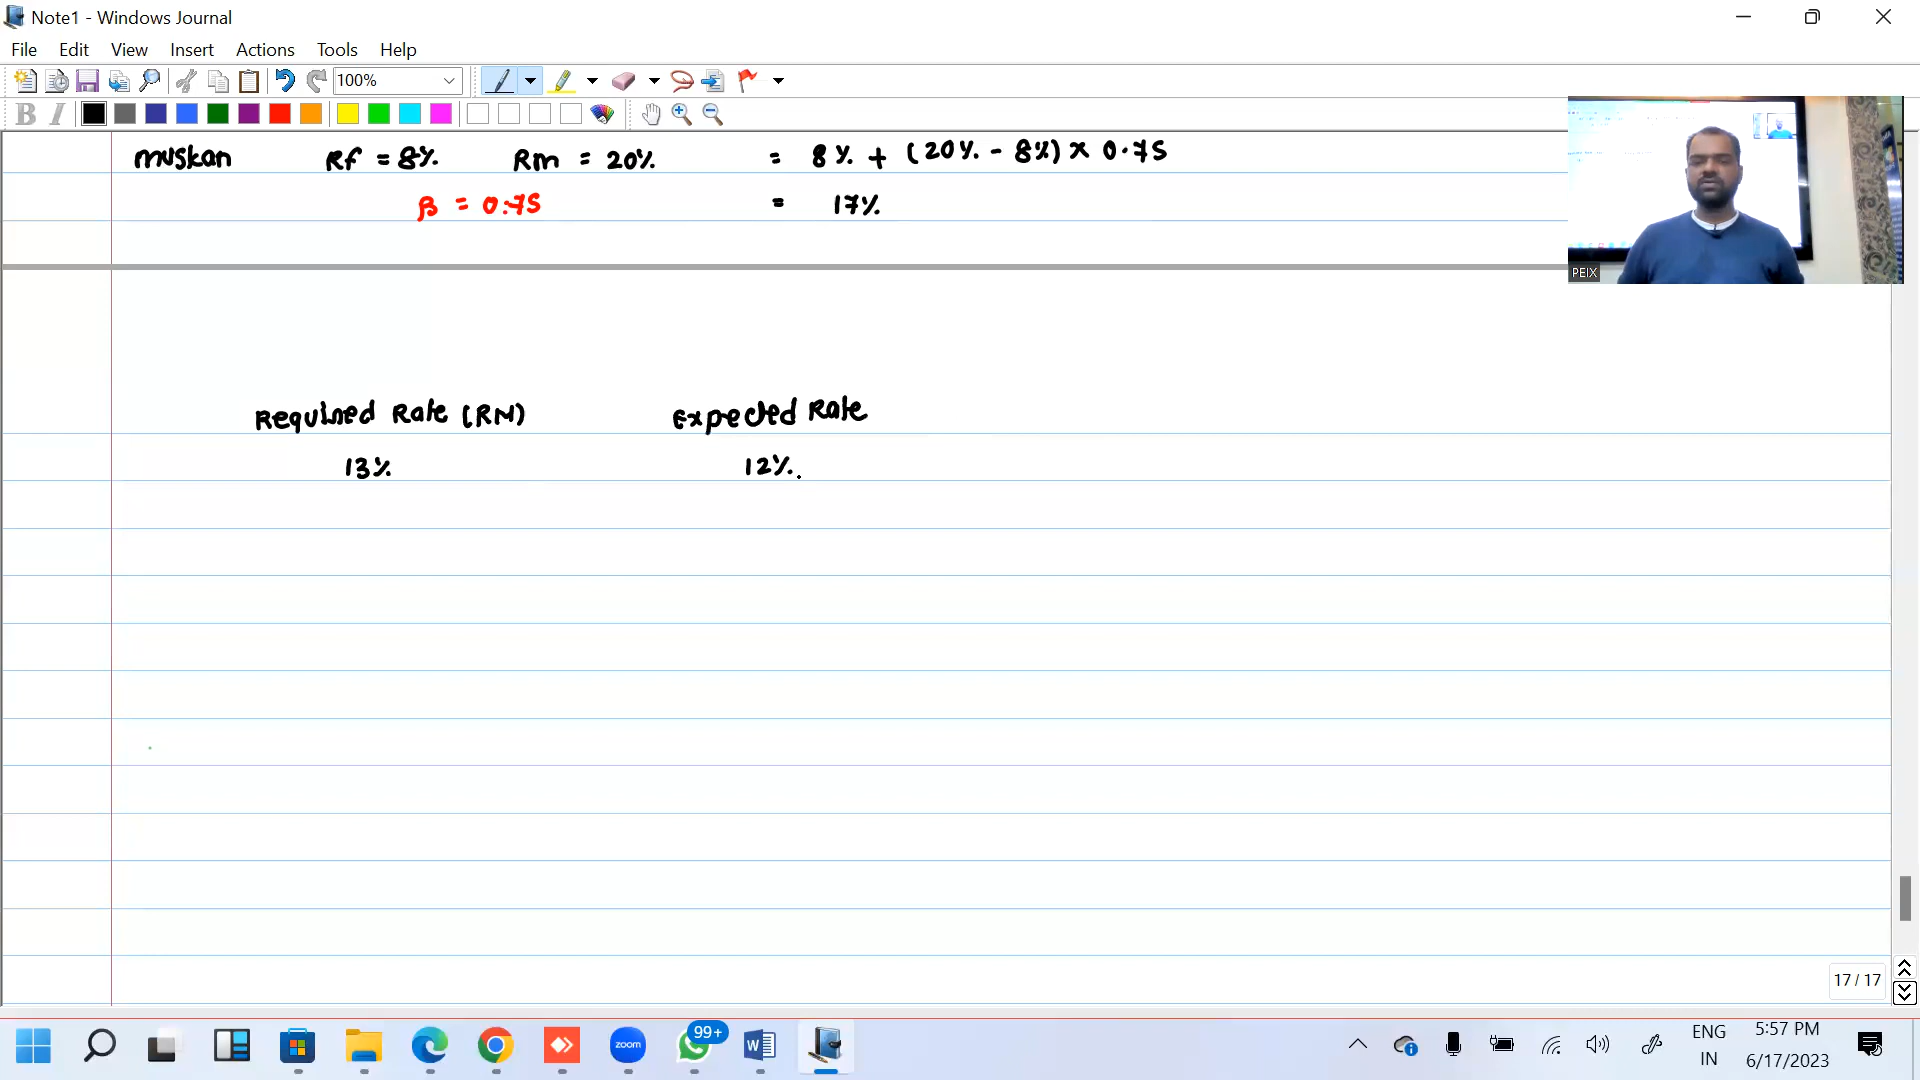 Note1 - Windows Journal
File Edit View Insert Actions Tools Help
100%
B I
muskan Rf = 8% Rm = 20% = 8% + (20% - 8%) x 0.75
β = 0.75 = 17%
PEIX
Required Rate (RM) Expected Rate
13% 12%.
17 / 17
zoom 99+ ENG 5:57 PM
IN 6/17/2023